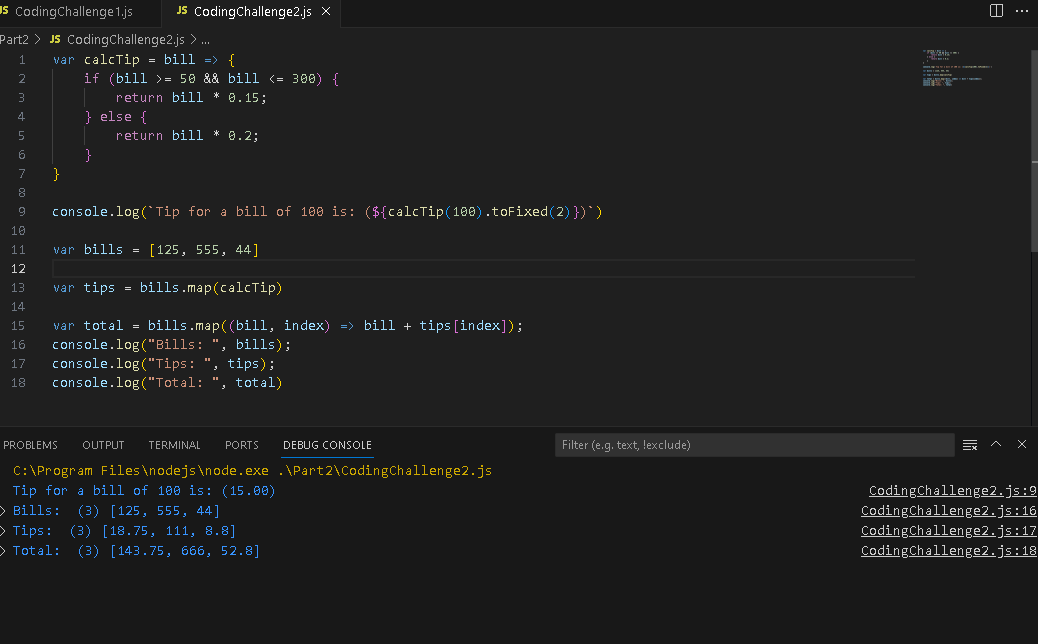 JS CodingChallenge1.js
JS CodingChallenge2.js
Part2 > JS CodingChallenge2.js > ...
1 var calcTip = bill => {
2 if (bill >= 50 && bill <= 300) {
3 return bill * 0.15;
4 } else {
5 return bill * 0.2;
6 }
7 }
8
9 console.log(`Tip for a bill of 100 is: (${calcTip(100).toFixed(2)})`)
10
11 var bills = [125, 555, 44]
12
13 var tips = bills.map(calcTip)
14
15 var total = bills.map((bill, index) => bill + tips[index]);
16 console.log("Bills: ", bills);
17 console.log("Tips: ", tips);
18 console.log("Total: ", total)
PROBLEMS OUTPUT TERMINAL PORTS DEBUG CONSOLE Filter (e.g. text, !exclude)
C:\Program Files\nodejs\node.exe .\Part2\CodingChallenge2.js
Tip for a bill of 100 is: (15.00) CodingChallenge2.js:9
> Bills: (3) [125, 555, 44] CodingChallenge2.js:16
> Tips: (3) [18.75, 111, 8.8] CodingChallenge2.js:17
> Total: (3) [143.75, 666, 52.8] CodingChallenge2.js:18